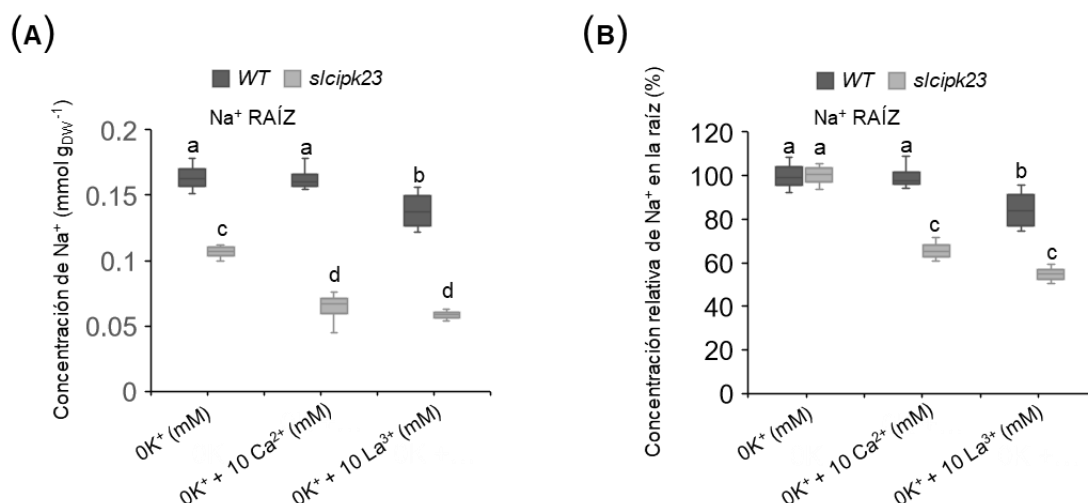 (A)
WT slcipk23
Na⁺ RAÍZ
Concentración de Na⁺ (mmol gDW⁻¹)
0.2
0.15
0.1
0.05
0
a
a
b
c
d
d
0K⁺ (mM)
0K⁺ + 10 Ca²⁺ (mM)
0K⁺ + 10 La³⁺ (mM)
(B)
WT slcipk23
Na⁺ RAÍZ
Concentración relativa de Na⁺ en la raíz (%)
120
100
80
60
40
20
0
a a
a
b
c
c
0K⁺ (mM)
0K⁺ + 10 Ca²⁺ (mM)
0K⁺ + 10 La³⁺ (mM)